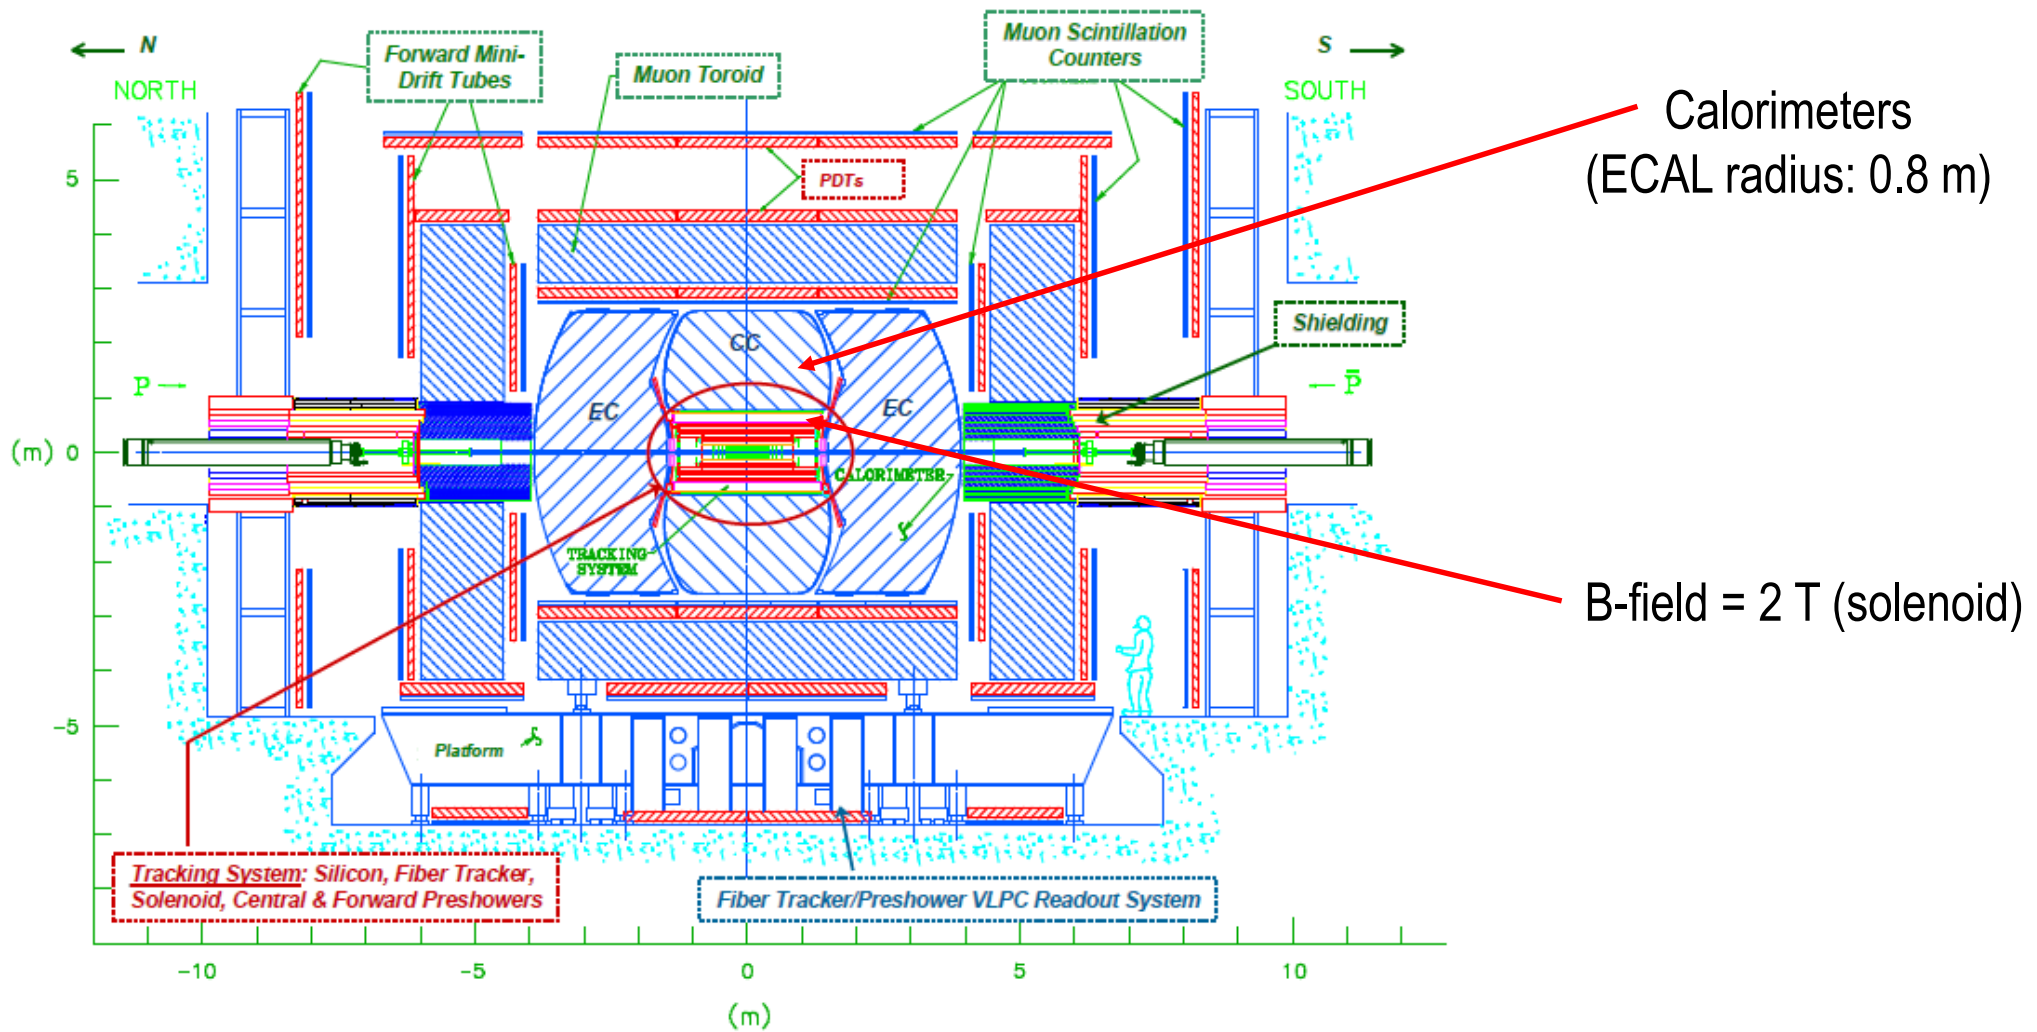 N
Forward Mini-
Drift Tubes
Muon Toroid
Muon Scintillation
Counters
S
NORTH
SOUTH
Calorimeters
(ECAL radius: 0.8 m)
5
PDTs
Shielding
CC
P
P̄
EC
EC
(m) 0
CALORIMETER
TRACKING
SYSTEM
B-field = 2 T (solenoid)
-5
Platform
Tracking System: Silicon, Fiber Tracker,
Solenoid, Central & Forward Preshowers
Fiber Tracker/Preshower VLPC Readout System
-10
-5
0
5
10
(m)